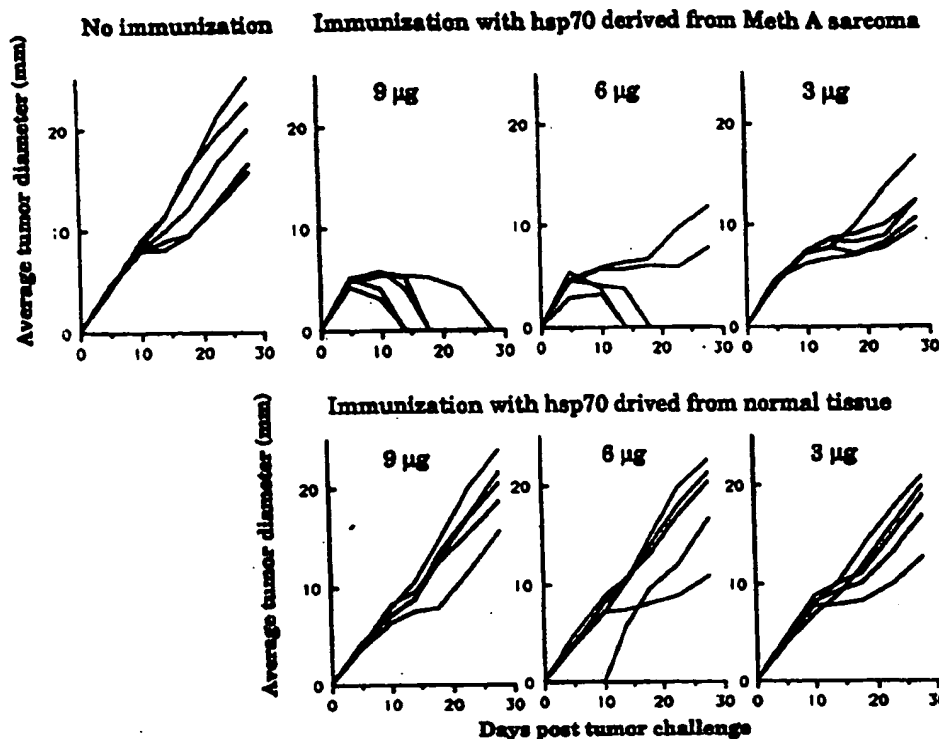 No immunization
Immunization with hsp70 derived from Meth A sarcoma
Average tumor diameter (mm)
20
10
0
0 10 20 30
9 µg
20
10
0
0 10 20 30
6 µg
20
10
0
0 10 20 30
3 µg
20
10
0
0 10 20 30
Immunization with hsp70 drived from normal tissue
Average tumor diameter (mm)
9 µg
20
10
0
0 10 20 30
6 µg
20
10
0
0 10 20 30
3 µg
20
10
0
0 10 20 30
Days post tumor challenge